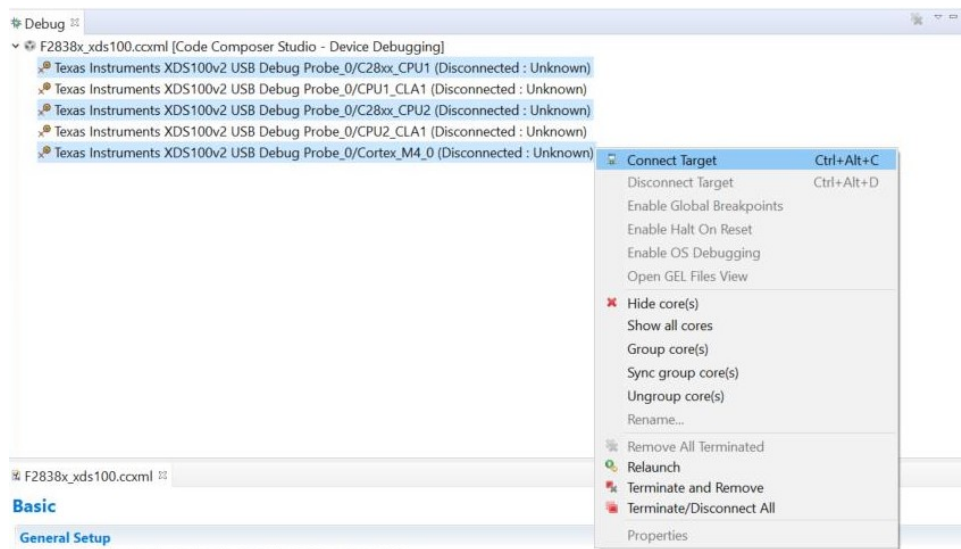 Debug
F2838x_xds100.ccxml [Code Composer Studio - Device Debugging]
Texas Instruments XDS100v2 USB Debug Probe_0/C28xx_CPU1 (Disconnected : Unknown)
Texas Instruments XDS100v2 USB Debug Probe_0/CPU1_CLA1 (Disconnected : Unknown)
Texas Instruments XDS100v2 USB Debug Probe_0/C28xx_CPU2 (Disconnected : Unknown)
Texas Instruments XDS100v2 USB Debug Probe_0/CPU2_CLA1 (Disconnected : Unknown)
Texas Instruments XDS100v2 USB Debug Probe_0/Cortex_M4_0 (Disconnected : Unknown)
Connect Target Ctrl+Alt+C
Disconnect Target Ctrl+Alt+D
Enable Global Breakpoints
Enable Halt On Reset
Enable OS Debugging
Open GEL Files View
Hide core(s)
Show all cores
Group core(s)
Sync group core(s)
Ungroup core(s)
Rename...
Remove All Terminated
Relaunch
Terminate and Remove
Terminate/Disconnect All
Properties
F2838x_xds100.ccxml
Basic
General Setup